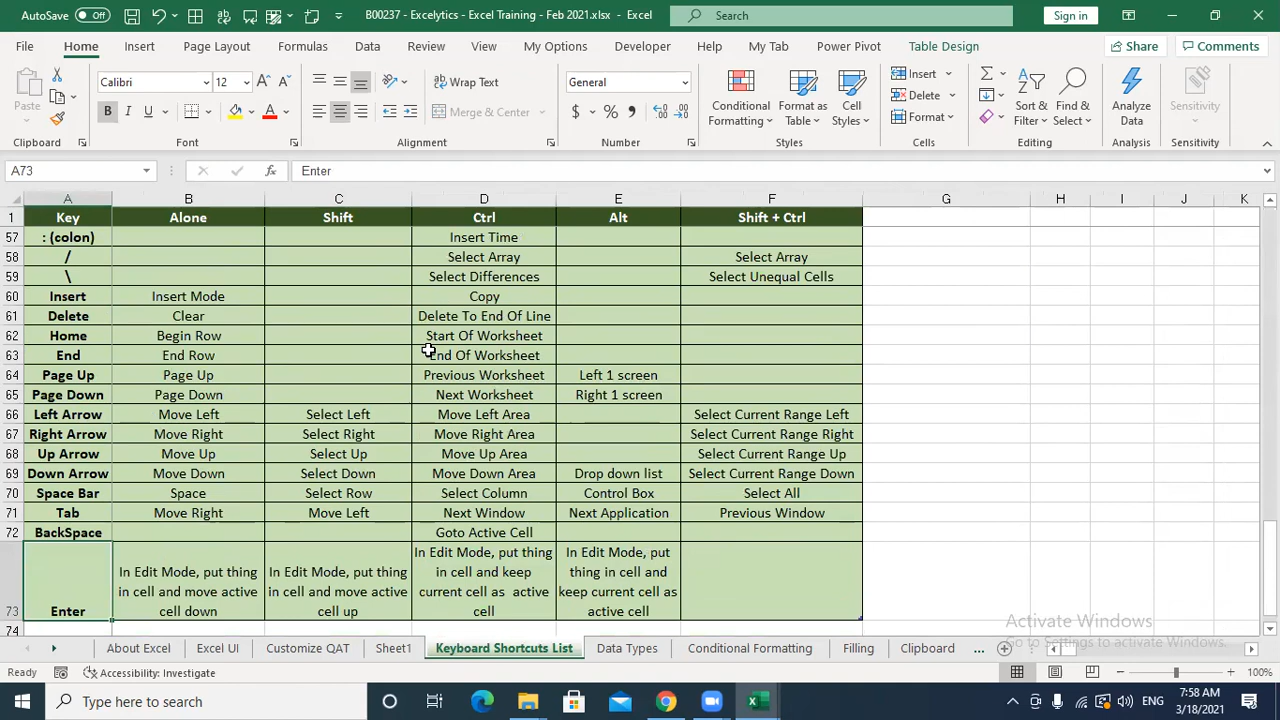 AutoSave Off B00237 - Excelytics - Excel Training - Feb 2021.xlsx - Excel Search Sign in
File Home Insert Page Layout Formulas Data Review View My Options Developer Help My Tab Power Pivot Table Design Share Comments
Paste Calibri 12 Wrap Text General Conditional Formatting Format as Table Cell Styles Insert Sort & Filter Find & Select Analyze Data Sensitivity
B I U Merge & Center $ % Delete
Format
Clipboard Font Alignment Number Styles Cells Editing Analysis Sensitivity
A73 fx Enter
A B C D E F G H I J K
1 Key Alone Shift Ctrl Alt Shift + Ctrl
57 : (colon) Insert Time
58 / Select Array Select Array
59 \ Select Differences Select Unequal Cells
60 Insert Insert Mode Copy
61 Delete Clear Delete To End Of Line
62 Home Begin Row Start Of Worksheet
63 End End Row End Of Worksheet
64 Page Up Page Up Previous Worksheet Left 1 screen
65 Page Down Page Down Next Worksheet Right 1 screen
66 Left Arrow Move Left Select Left Move Left Area Select Current Range Left
67 Right Arrow Move Right Select Right Move Right Area Select Current Range Right
68 Up Arrow Move Up Select Up Move Up Area Select Current Range Up
69 Down Arrow Move Down Select Down Move Down Area Drop down list Select Current Range Down
70 Space Bar Space Select Row Select Column Control Box Select All
71 Tab Move Right Move Left Next Window Next Application Previous Window
72 BackSpace Goto Active Cell
73 Enter In Edit Mode, put thing in cell and move active cell down In Edit Mode, put thing in cell and move active cell up In Edit Mode, put thing in cell and keep current cell as active cell In Edit Mode, put thing in cell and keep current cell as active cell
74
Activate Windows
Go to Settings to activate Windows.
About Excel Excel UI Customize QAT Sheet1 Keyboard Shortcuts List Data Types Conditional Formatting Filling Clipboard ...
Ready Accessibility: Investigate 100%
Type here to search 7:58 AM
3/18/2021